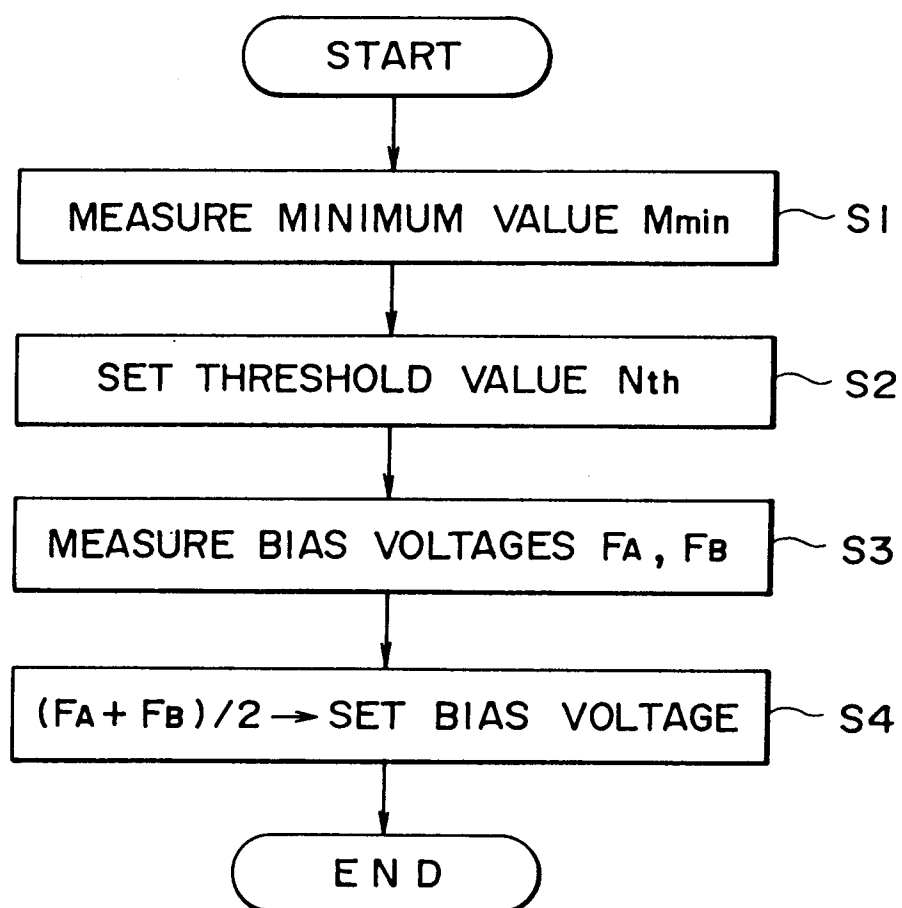 START
MEASURE MINIMUM VALUE Mmin
S1
SET THRESHOLD VALUE Nth
S2
MEASURE BIAS VOLTAGES FA, FB
S3
(FA + FB)/2 → SET BIAS VOLTAGE
S4
END